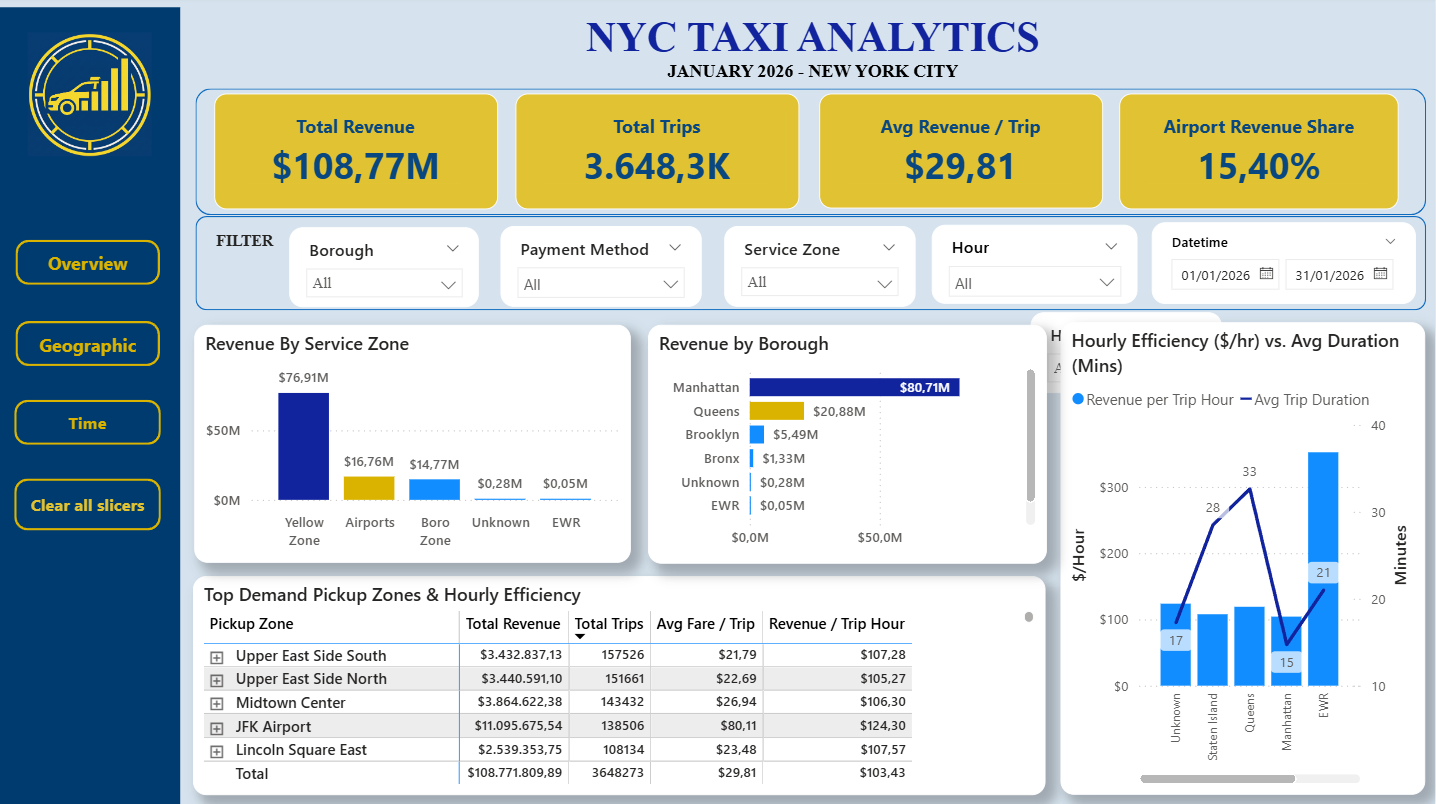 NYC TAXI ANALYTICS
JANUARY 2026 - NEW YORK CITY
Total Revenue
$108,77M
Total Trips
3.648,3K
Avg Revenue / Trip
$29,81
Airport Revenue Share
15,40%
Overview
Geographic
Time
Clear all slicers
FILTER
Borough
All
Payment Method
All
Service Zone
All
Hour
All
Datetime
01/01/2026 31/01/2026
Revenue By Service Zone
$76,91M
$50M
$16,76M $14,77M
$0,28M $0,05M
$0M
Yellow Zone Airports Boro Zone Unknown EWR
Revenue by Borough
Manhattan $80,71M
Queens $20,88M
Brooklyn $5,49M
Bronx $1,33M
Unknown $0,28M
EWR $0,05M
$0,0M $50,0M
H
A
Hourly Efficiency ($/hr) vs. Avg Duration
(Mins)
Revenue per Trip Hour Avg Trip Duration
40
33
$300
28 30
$/Hour
Minutes
$200
21
20
$100
17
15
$0 10
Unknown Staten Island Queens Manhattan EWR
Top Demand Pickup Zones & Hourly Efficiency
Pickup Zone Total Revenue Total Trips Avg Fare / Trip Revenue / Trip Hour
Upper East Side South $3.432.837,13 157526 $21,79 $107,28
Upper East Side North $3.440.591,10 151661 $22,69 $105,27
Midtown Center $3.864.622,38 143432 $26,94 $106,30
JFK Airport $11.095.675,54 138506 $80,11 $124,30
Lincoln Square East $2.539.353,75 108134 $23,48 $107,57
Total $108.771.809,89 3648273 $29,81 $103,43